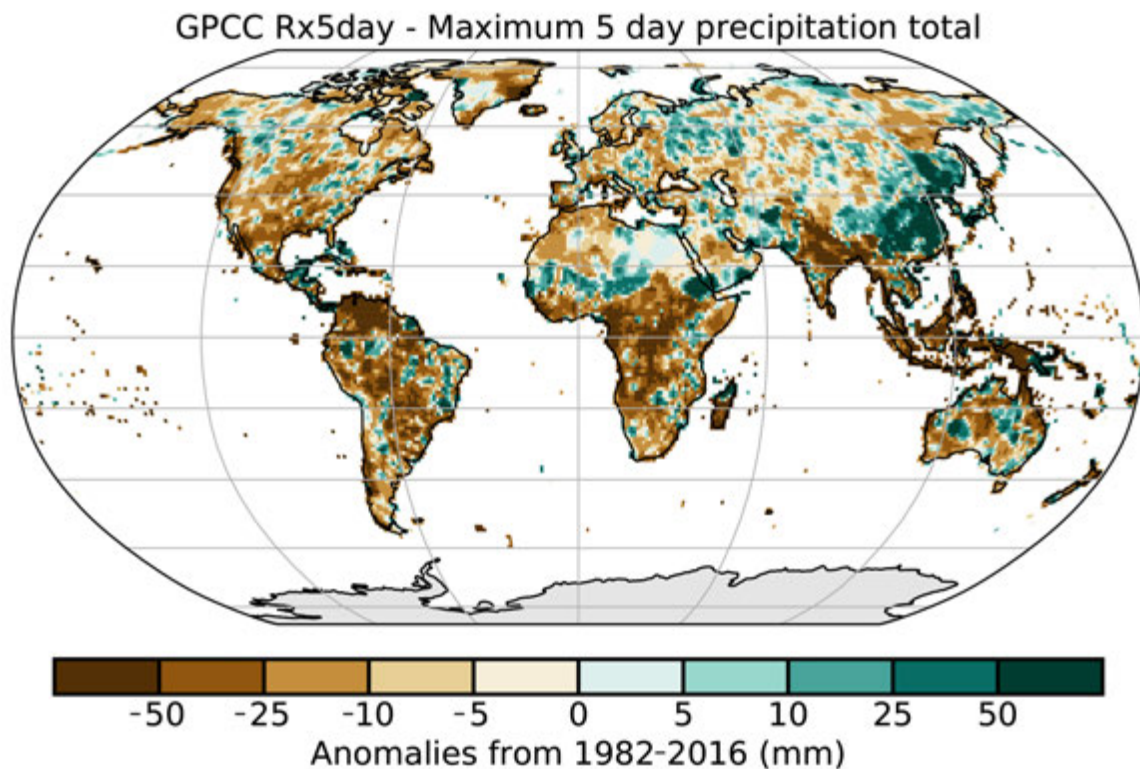 GPCC Rx5day - Maximum 5 day precipitation total
-50 -25 -10 -5 0 5 10 25 50
Anomalies from 1982-2016 (mm)